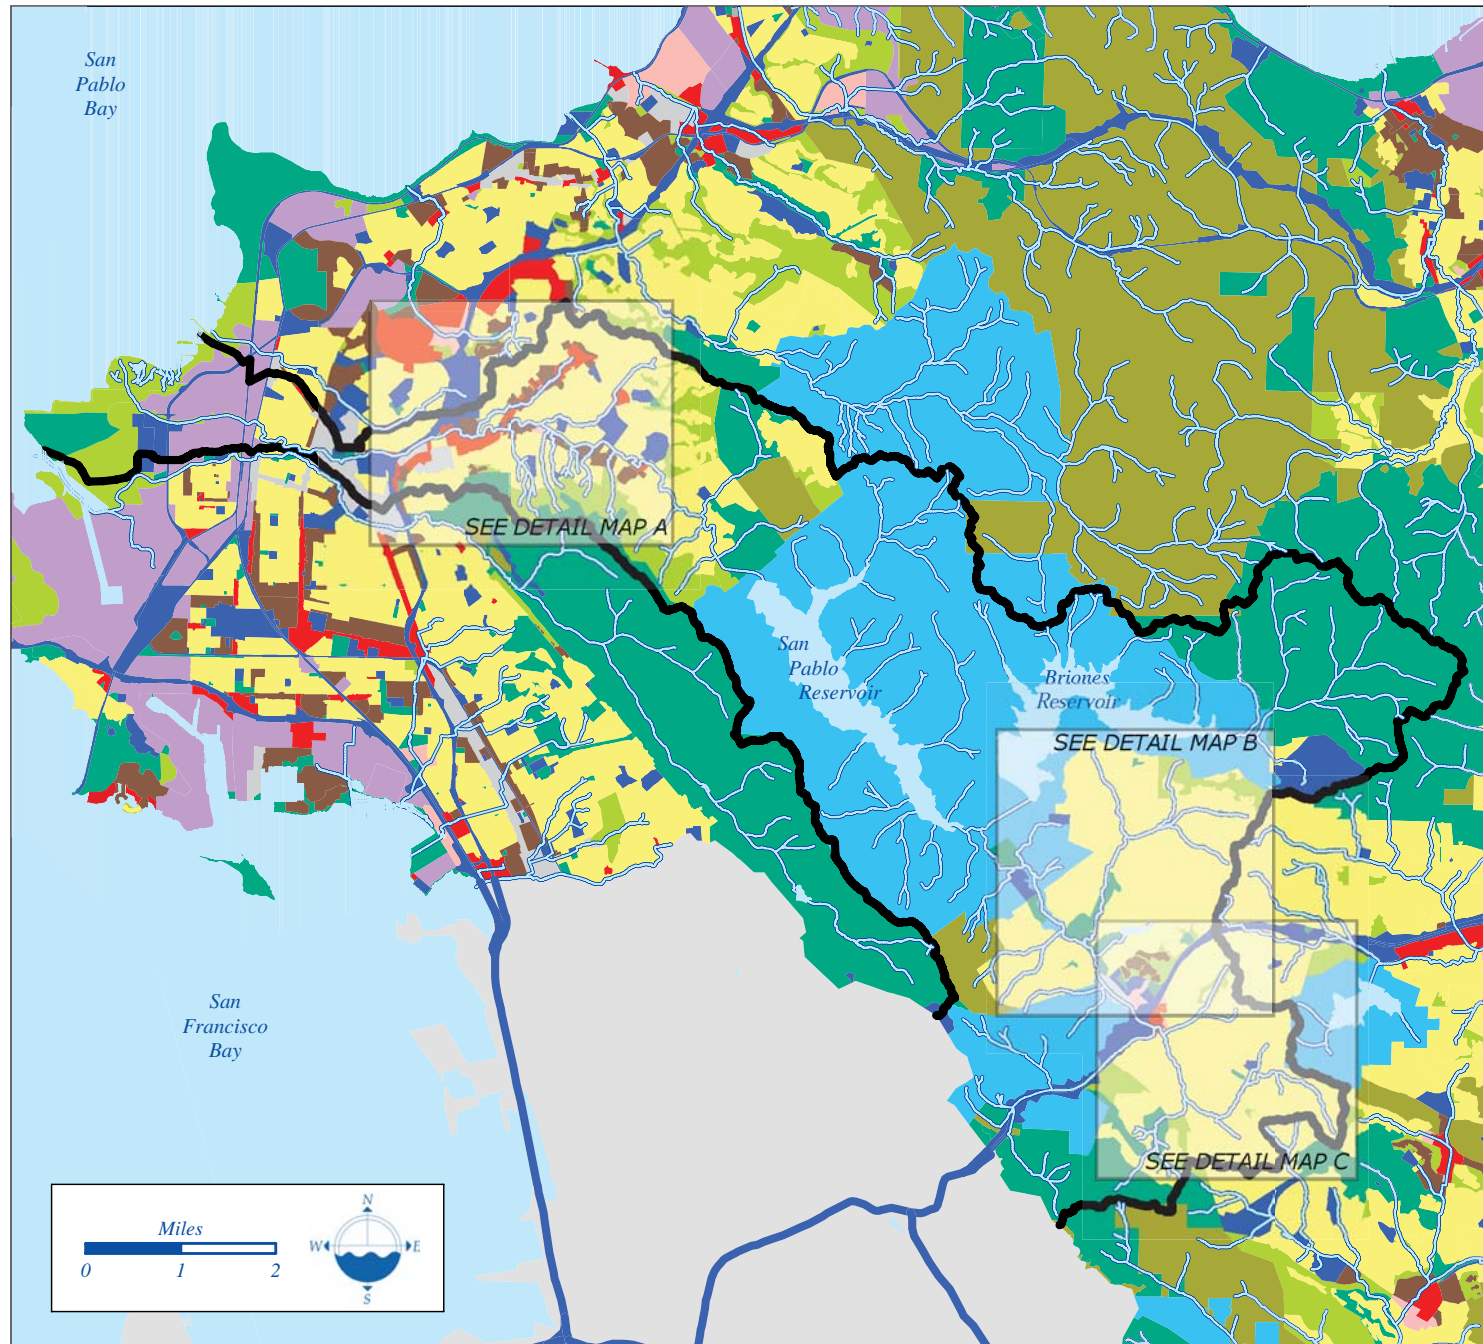 San
Pablo
Bay
SEE DETAIL MAP A
San
Pablo
Reservoir
Briones
Reservoir
SEE DETAIL MAP B
San
Francisco
Bay
SEE DETAIL MAP C
Miles
0 1 2
N
W E
S